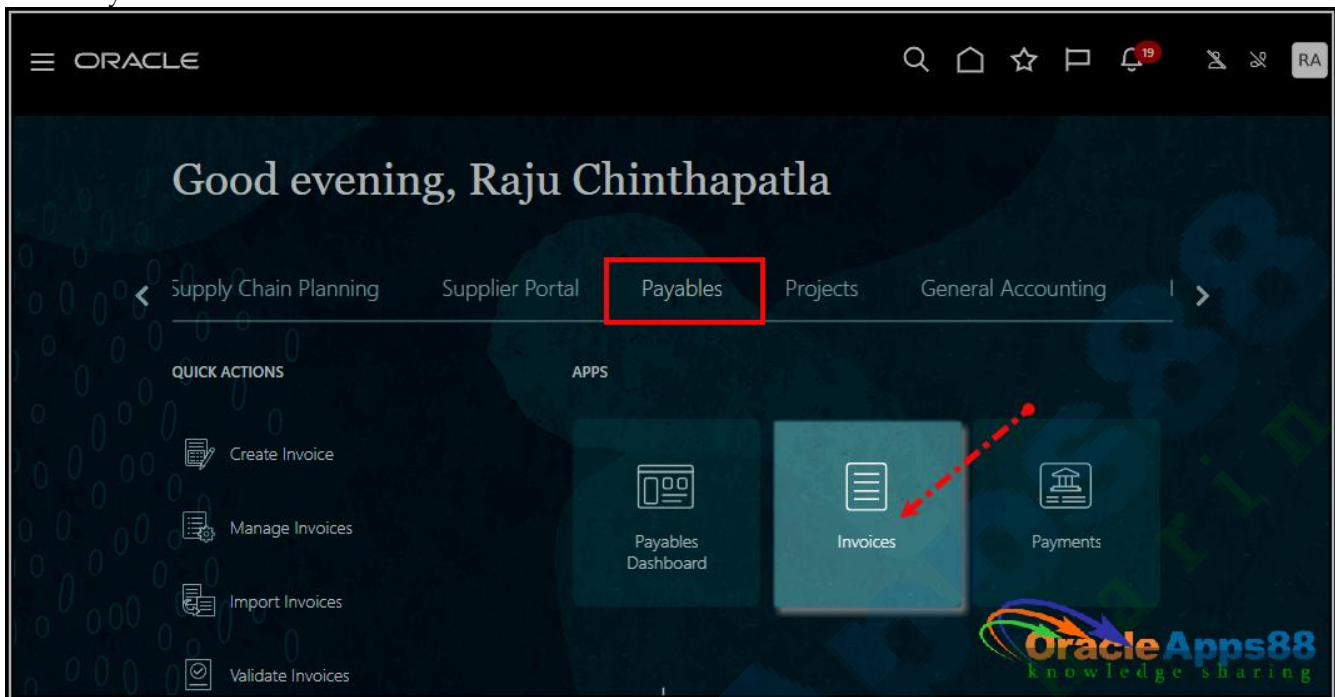 ORACLE
19
RA
Good evening, Raju Chinthapatla
Supply Chain Planning
Supplier Portal
Payables
Projects
General Accounting
QUICK ACTIONS
APPS
Create Invoice
Manage Invoices
Import Invoices
Validate Invoices
Payables
Dashboard
Invoices
Payments
OracleApps88
knowledge sharing